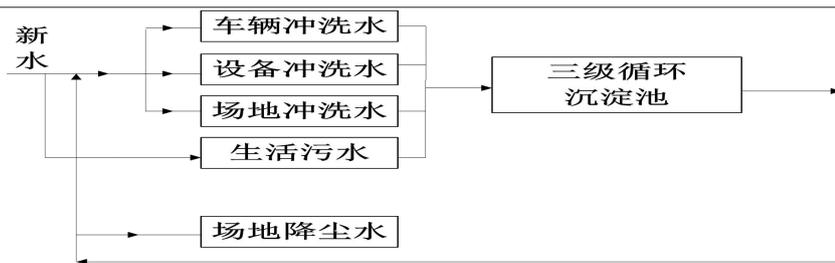 新
水
车辆冲洗水
设备冲洗水
场地冲洗水
生活污水
场地降尘水
三级循环
沉淀池